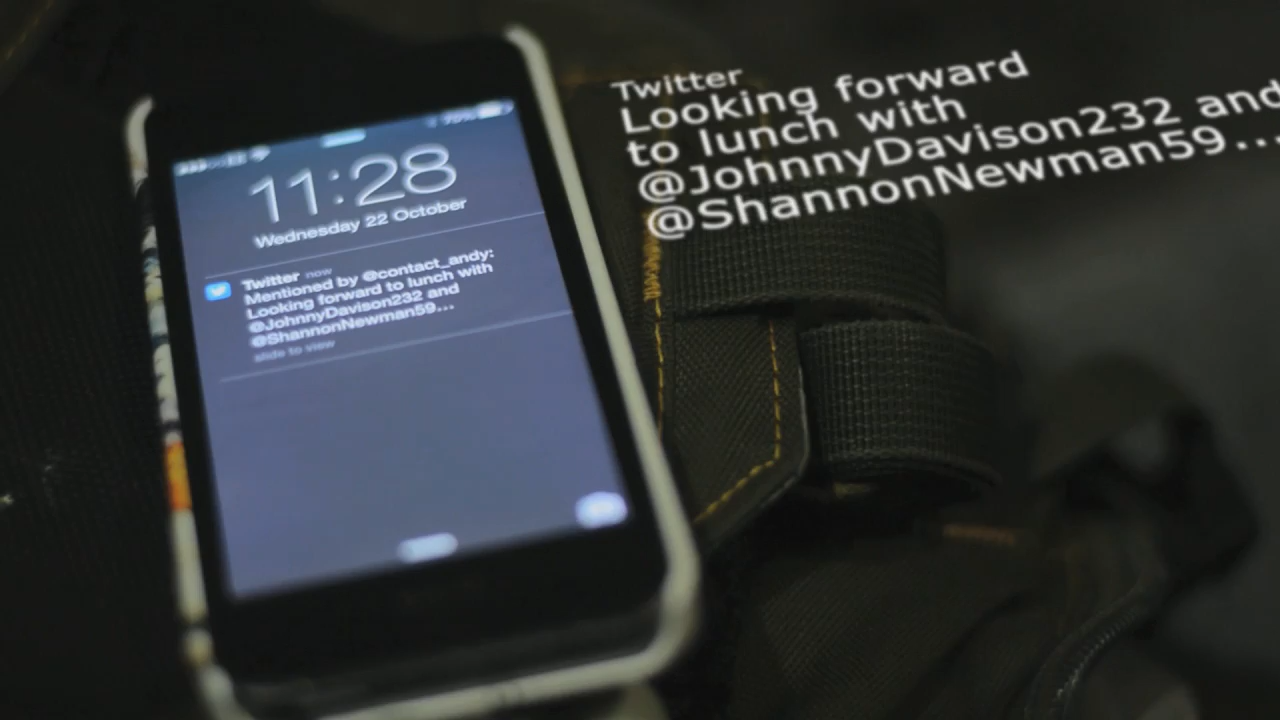 11:28
Wednesday 22 October
Twitter now
Mentioned by @contact_andy:
Looking forward to lunch with
@JohnnyDavison232 and
@ShannonNewman59...
slide to view
Twitter
Looking forward
to lunch with
@JohnnyDavison232 and
@ShannonNewman59...